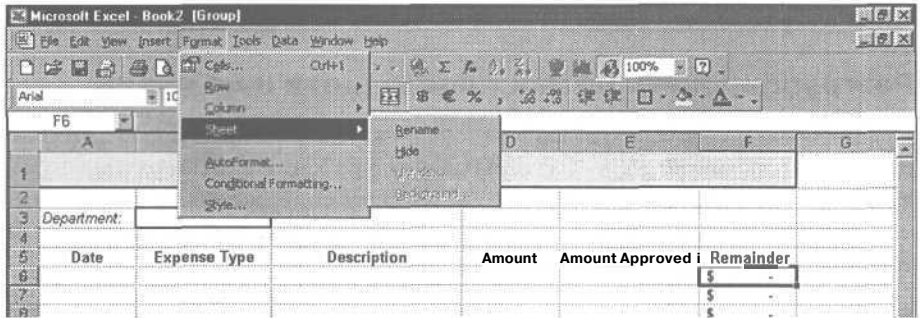 Microsoft Excel - Book2 [Group]
File Edit View Insert Format Tools Data Window Help
100%
Arial 10 $ € % ,
F6
Cells... Ctrl+1
Row
Column
Sheet
AutoFormat...
Conditional Formatting...
Style...
Rename
Hide
Background...
A D E F G
1
2
3 Department:
4
5 Date Expense Type Description Amount Amount Approved i Remainder
6 $ -
7 $ -
8 $ -